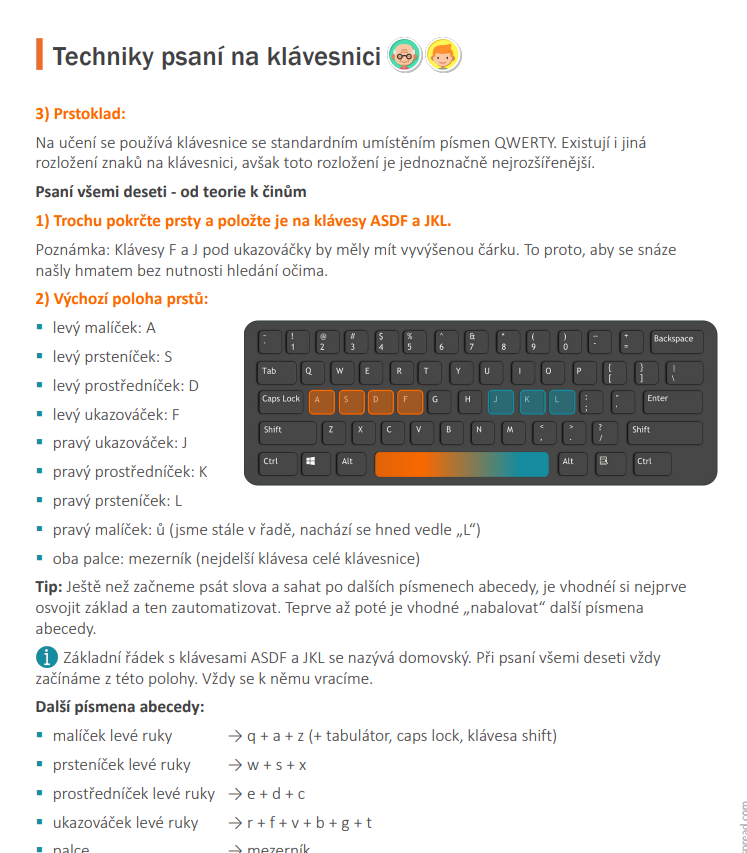 Techniky psaní na klávesnici
3) Prstoklad:
Na učení se používá klávesnice se standardním umístěním písmen QWERTY. Existují i jiná
rozložení znaků na klávesnici, avšak toto rozložení je jednoznačně nejrozšířenější.
Psaní všemi deseti - od teorie k činům
1) Trochu pokrčte prsty a položte je na klávesy ASDF a JKL.
Poznámka: Klávesy F a J pod ukazováčky by měly mít vyvýšenou čárku. To proto, aby se snáze
našly hmatem bez nutnosti hledání očima.
2) Výchozí poloha prstů:
▪ levý malíček: A
▪ levý prsteníček: S
▪ levý prostředníček: D
▪ levý ukazováček: F
▪ pravý ukazováček: J
▪ pravý prostředníček: K
▪ pravý prsteníček: L
▪ pravý malíček: ů (jsme stále v řadě, nachází se hned vedle „L“)
▪ oba palce: mezerník (nejdelší klávesa celé klávesnice)
~ ! @ # $ % ^ & * ( ) _ +
` 1 2 3 4 5 6 7 8 9 0 - = Backspace
Tab Q W E R T Y U I O P { [ } ] | \
Caps Lock A S D F G H J K L : ; " ' Enter
Shift Z X C V B N M < , > . ? / Shift
Ctrl Alt Alt Ctrl
Tip: Ještě než začneme psát slova a sahat po dalších písmenech abecedy, je vhodnéí si nejprve
osvojit základ a ten zautomatizovat. Teprve až poté je vhodné „nabalovat“ další písmena
abecedy.
i Základní řádek s klávesami ASDF a JKL se nazývá domovský. Při psaní všemi deseti vždy
začínáme z této polohy. Vždy se k němu vracíme.
Další písmena abecedy:
▪ malíček levé ruky → q + a + z (+ tabulátor, caps lock, klávesa shift)
▪ prsteníček levé ruky → w + s + x
▪ prostředníček levé ruky → e + d + c
▪ ukazováček levé ruky → r + f + v + b + g + t
▪ palce → mezerník